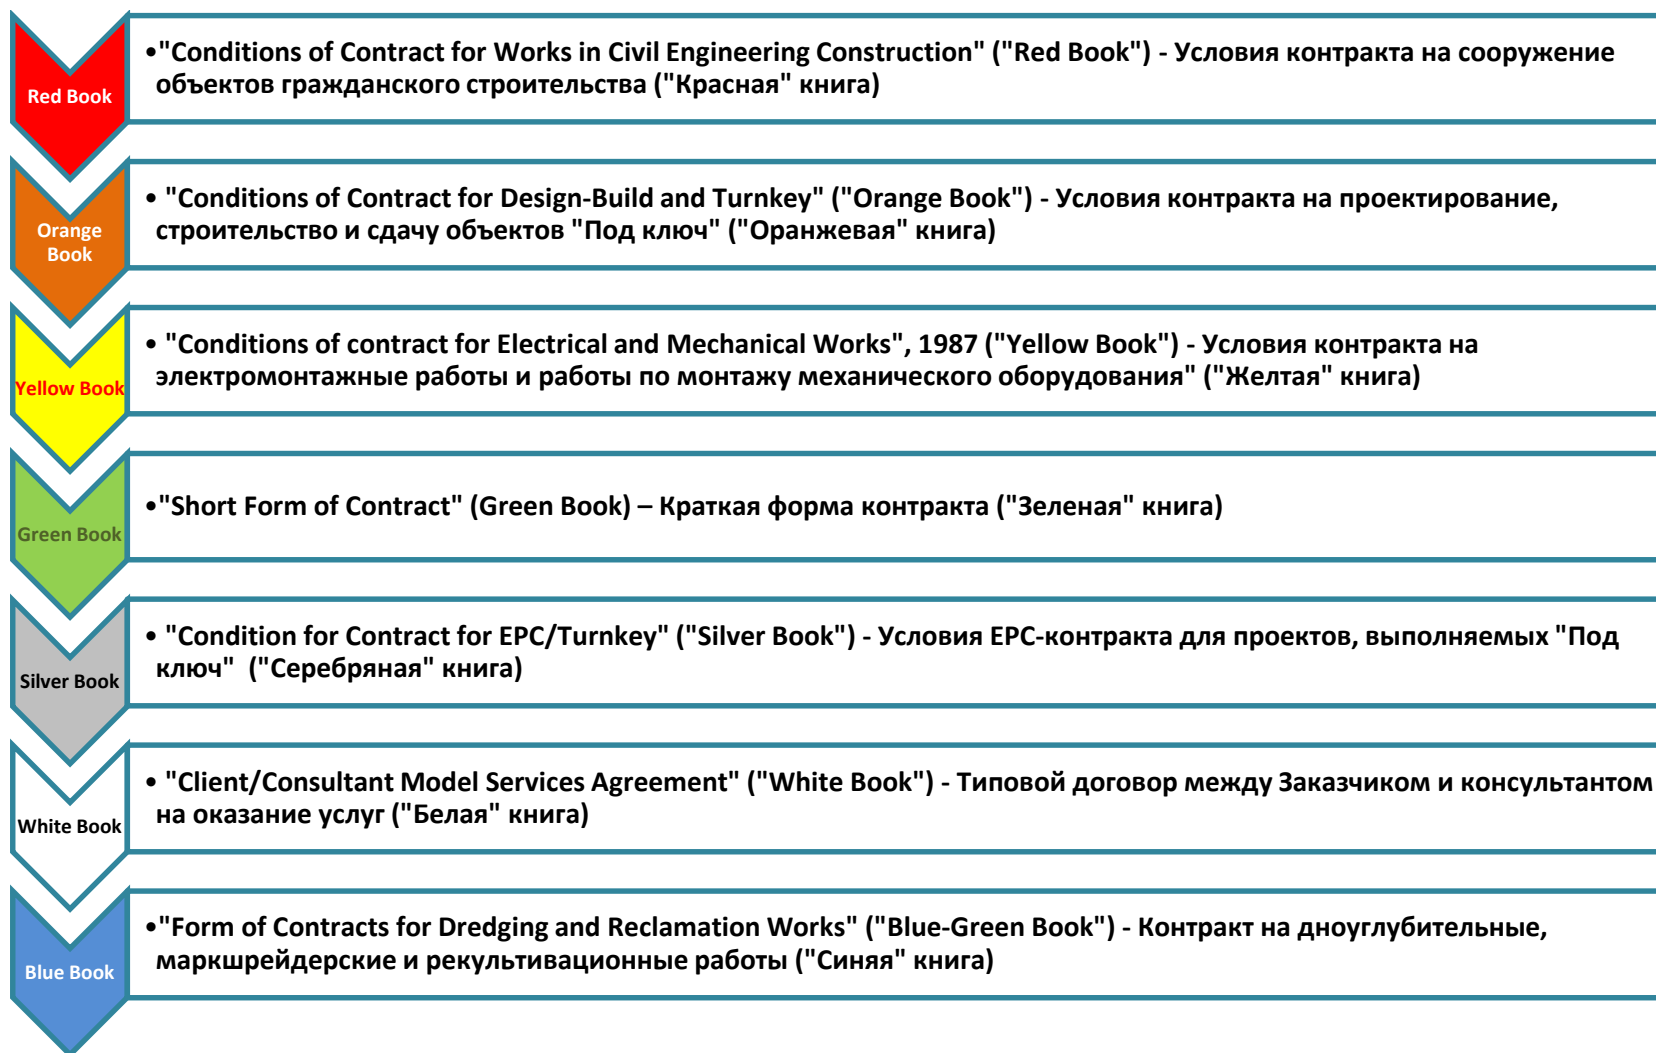 Red Book
•"Conditions of Contract for Works in Civil Engineering Construction" ("Red Book") - Условия контракта на сооружение
объектов гражданского строительства ("Красная" книга)
Orange
Book
• "Conditions of Contract for Design-Build and Turnkey" ("Orange Book") - Условия контракта на проектирование,
строительство и сдачу объектов "Под ключ" ("Оранжевая" книга)
Yellow Book
• "Conditions of contract for Electrical and Mechanical Works", 1987 ("Yellow Book") - Условия контракта на
электромонтажные работы и работы по монтажу механического оборудования" ("Желтая" книга)
Green Book
•"Short Form of Contract" (Green Book) – Краткая форма контракта ("Зеленая" книга)
Silver Book
• "Condition for Contract for EPC/Turnkey" ("Silver Book") - Условия EPC-контракта для проектов, выполняемых "Под
ключ"  ("Серебряная" книга)
White Book
• "Client/Consultant Model Services Agreement" ("White Book") - Типовой договор между Заказчиком и консультантом
на оказание услуг ("Белая" книга)
Blue Book
•"Form of Contracts for Dredging and Reclamation Works" ("Blue-Green Book") - Контракт на дноуглубительные,
маркшрейдерские и рекультивационные работы ("Синяя" книга)